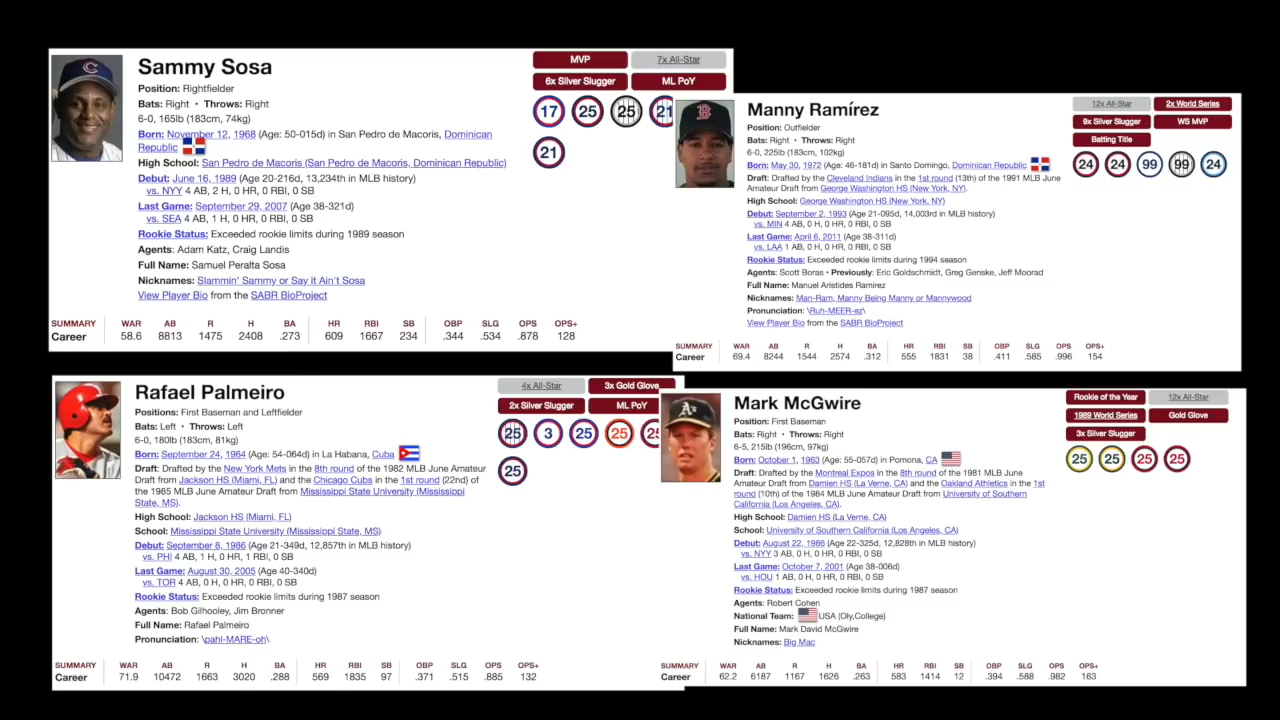 Sammy Sosa
Position: Rightfielder
Bats: Right • Throws: Right
6-0, 165lb (183cm, 74kg)
Born: November 12, 1968 (Age: 50-015d) in San Pedro de Macoris, Dominican
Republic
High School: San Pedro de Macoris (San Pedro de Macoris, Dominican Republic)
Debut: June 16, 1989 (Age 20-216d, 13,234th in MLB history)
vs. NYY 4 AB, 2 H, 0 HR, 0 RBI, 0 SB
Last Game: September 29, 2007 (Age 38-321d)
vs. SEA 4 AB, 1 H, 0 HR, 0 RBI, 0 SB
Rookie Status: Exceeded rookie limits during 1989 season
Agents: Adam Katz, Craig Landis
Full Name: Samuel Peralta Sosa
Nicknames: Slammin' Sammy or Say it Ain't Sosa
View Player Bio from the SABR BioProject
MVP 7x All-Star
6x Silver Slugger ML PoY
17 25 25 21
21
SUMMARY WAR AB R H BA HR RBI SB OBP SLG OPS OPS+
Career 58.6 8813 1475 2408 .273 609 1667 234 .344 .534 .878 128
Manny Ramírez
Position: Outfielder
Bats: Right • Throws: Right
6-0, 225lb (183cm, 102kg)
Born: May 30, 1972 (Age: 46-181d) in Santo Domingo, Dominican Republic
Draft: Drafted by the Cleveland Indians in the 1st round (13th) of the 1991 MLB June
Amateur Draft from George Washington HS (New York, NY).
High School: George Washington HS (New York, NY)
Debut: September 2, 1993 (Age 21-095d, 14,003rd in MLB history)
vs. MIN 4 AB, 0 H, 0 HR, 0 RBI, 0 SB
Last Game: April 6, 2011 (Age 38-311d)
vs. LAA 1 AB, 0 H, 0 HR, 0 RBI, 0 SB
Rookie Status: Exceeded rookie limits during 1994 season
Agents: Scott Boras • Previously: Eric Goldschmidt, Greg Genske, Jeff Moorad
Full Name: Manuel Aristides Ramirez
Nicknames: Man-Ram, Manny Being Manny or Mannywood
Pronunciation: \Ruh-MEER-ez\
View Player Bio from the SABR BioProject
12x All-Star 2x World Series
9x Silver Slugger WS MVP
Batting Title
24 24 99 99 24
SUMMARY WAR AB R H BA HR RBI SB OBP SLG OPS OPS+
Career 69.4 8244 1544 2574 .312 555 1831 38 .411 .585 .996 154
Rafael Palmeiro
Positions: First Baseman and Leftfielder
Bats: Left • Throws: Left
6-0, 180lb (183cm, 81kg)
Born: September 24, 1964 (Age: 54-064d) in La Habana, Cuba
Draft: Drafted by the New York Mets in the 8th round of the 1982 MLB June Amateur
Draft from Jackson HS (Miami, FL) and the Chicago Cubs in the 1st round (22nd) of
the 1985 MLB June Amateur Draft from Mississippi State University (Mississippi
State, MS).
High School: Jackson HS (Miami, FL)
School: Mississippi State University (Mississippi State, MS)
Debut: September 8, 1986 (Age 21-349d, 12,857th in MLB history)
vs. PHI 4 AB, 1 H, 0 HR, 1 RBI, 0 SB
Last Game: August 30, 2005 (Age 40-340d)
vs. TOR 4 AB, 0 H, 0 HR, 0 RBI, 0 SB
Rookie Status: Exceeded rookie limits during 1987 season
Agents: Bob Gilhooley, Jim Bronner
Full Name: Rafael Palmeiro
Pronunciation: \pahl-MARE-oh\
4x All-Star 3x Gold Glove
2x Silver Slugger ML PoY
25 3 25 25 25
25
SUMMARY WAR AB R H BA HR RBI SB OBP SLG OPS OPS+
Career 71.9 10472 1663 3020 .288 569 1835 97 .371 .515 .885 132
Mark McGwire
Position: First Baseman
Bats: Right • Throws: Right
6-5, 215lb (196cm, 97kg)
Born: October 1, 1963 (Age: 55-057d) in Pomona, CA
Draft: Drafted by the Montreal Expos in the 8th round of the 1981 MLB June
Amateur Draft from Damien HS (La Verne, CA) and the Oakland Athletics in the 1st
round (10th) of the 1984 MLB June Amateur Draft from University of Southern
California (Los Angeles, CA).
High School: Damien HS (La Verne, CA)
School: University of Southern California (Los Angeles, CA)
Debut: August 22, 1986 (Age 22-325d, 12,828th in MLB history)
vs. NYY 3 AB, 0 H, 0 HR, 0 RBI, 0 SB
Last Game: October 7, 2001 (Age 38-006d)
vs. HOU 1 AB, 0 H, 0 HR, 0 RBI, 0 SB
Rookie Status: Exceeded rookie limits during 1987 season
Agents: Robert Cohen
National Team: USA (Oly,College)
Full Name: Mark David McGwire
Nicknames: Big Mac
Rookie of the Year 12x All-Star
1989 World Series Gold Glove
3x Silver Slugger
25 25 25 25
SUMMARY WAR AB R H BA HR RBI SB OBP SLG OPS OPS+
Career 62.2 6187 1167 1626 .263 583 1414 12 .394 .588 .982 163